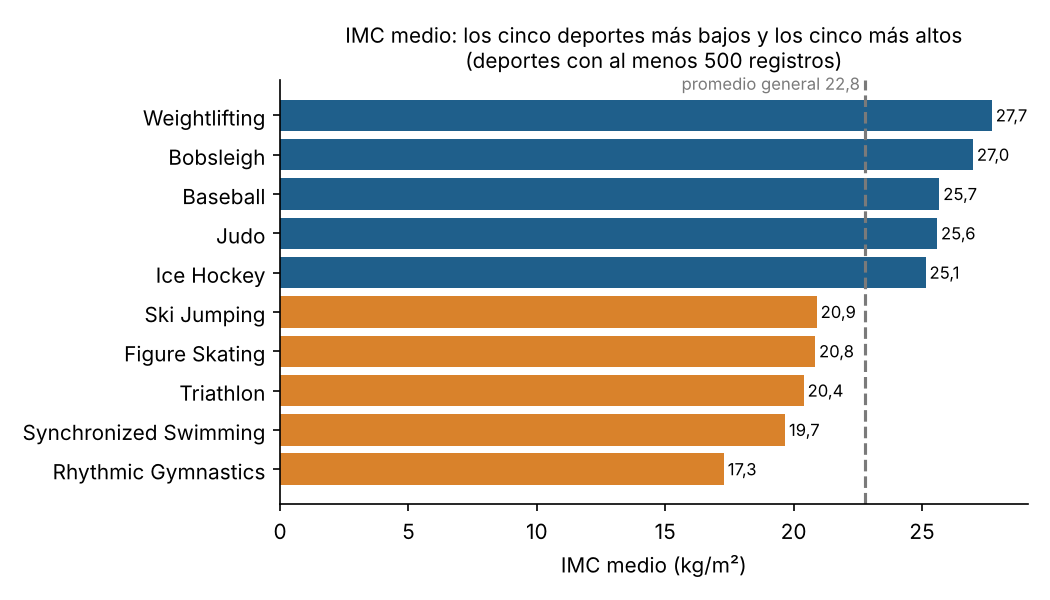 IMC medio: los cinco deportes más bajos y los cinco más altos
(deportes con al menos 500 registros)
promedio general 22,8
Weightlifting 27,7
Bobsleigh 27,0
Baseball 25,7
Judo 25,6
Ice Hockey 25,1
Ski Jumping 20,9
Figure Skating 20,8
Triathlon 20,4
Synchronized Swimming 19,7
Rhythmic Gymnastics 17,3
0 5 10 15 20 25
IMC medio (kg/m²)